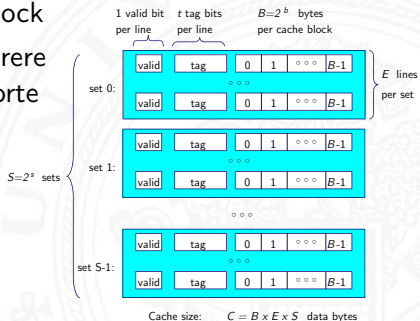 ock
rere
orte
1 valid bit
per line
t tag bits
per line
B=2^b bytes
per cache block
E lines
per set
S=2^s sets
set 0:
valid tag 0 1 ° ° ° B-1
° ° °
valid tag 0 1 ° ° ° B-1
set 1:
valid tag 0 1 ° ° ° B-1
° ° °
valid tag 0 1 ° ° ° B-1
° ° °
set S-1:
valid tag 0 1 ° ° ° B-1
° ° °
valid tag 0 1 ° ° ° B-1
Cache size: C = B x E x S data bytes